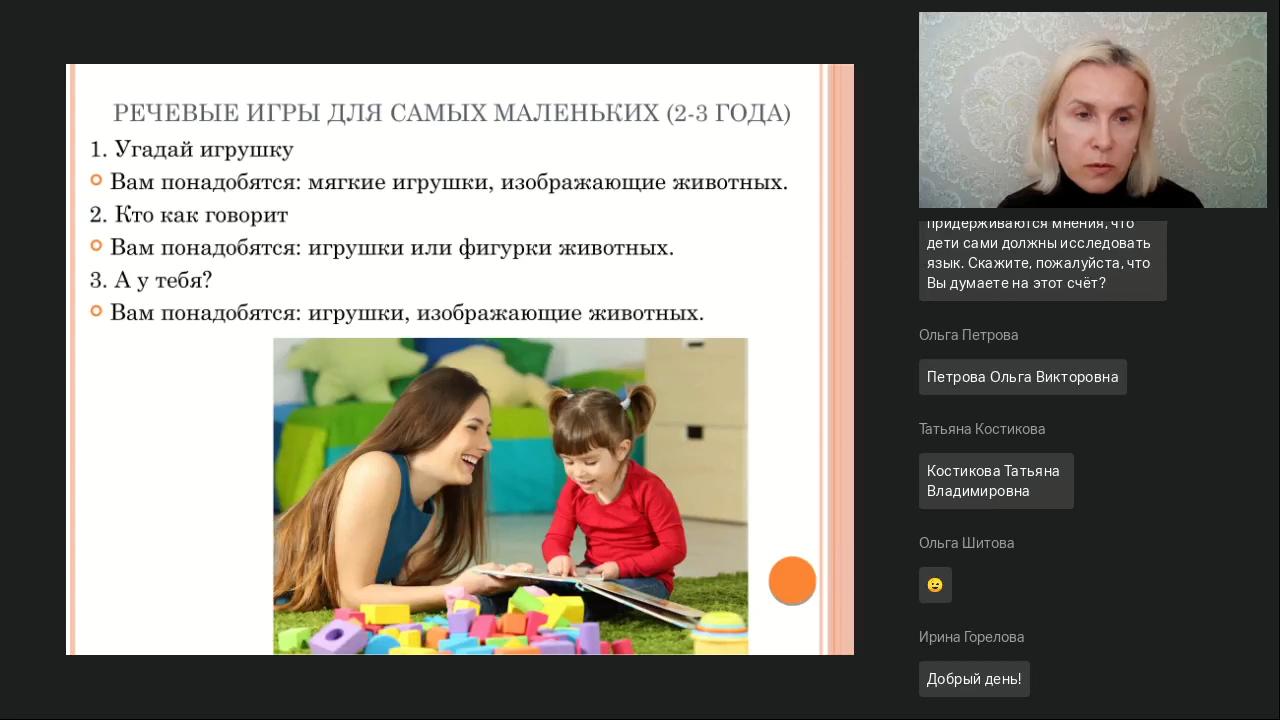 РЕЧЕВЫЕ ИГРЫ ДЛЯ САМЫХ МАЛЕНЬКИХ (2-3 ГОДА)
1. Угадай игрушку
Вам понадобятся: мягкие игрушки, изображающие животных.
2. Кто как говорит
Вам понадобятся: игрушки или фигурки животных.
3. А у тебя?
Вам понадобятся: игрушки, изображающие животных.
придерживаются мнения, что
дети сами должны исследовать
язык. Скажите, пожалуйста, что
Вы думаете на этот счёт?
Ольга Петрова
Петрова Ольга Викторовна
Татьяна Костикова
Костикова Татьяна
Владимировна
Ольга Шитова
😉
Ирина Горелова
Добрый день!